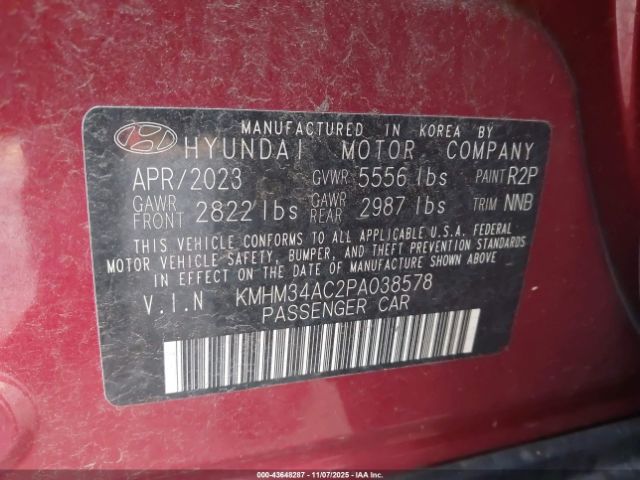 MANUFACTURED IN KOREA BY
HYUNDAI MOTOR COMPANY
APR/2023 GVWR 5556 lbs PAINT R2P
GAWR FRONT 2822 lbs GAWR REAR 2987 lbs TRIM NNB
THIS VEHICLE CONFORMS TO ALL APPLICABLE U.S.A. FEDERAL
MOTOR VEHICLE SAFETY, BUMPER, AND THEFT PREVENTION STANDARDS
IN EFFECT ON THE DATE OF MANUFACTURE SHOWN ABOVE.
V.I.N KMHM34AC2PA038578
PASSENGER CAR
000-43648287 - 11/07/2025 - IAAI.COM